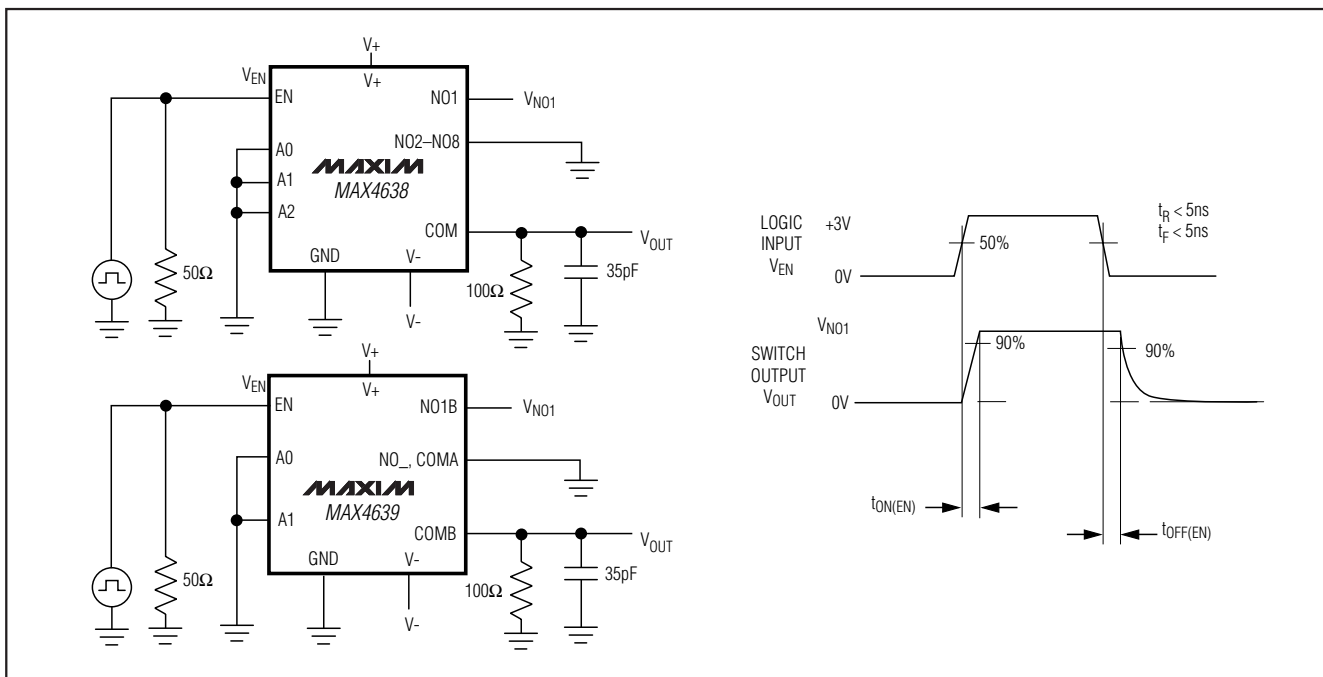 V+
VEN
V+
EN
NO1
VNO1
A0
NO2–NO8
A1
MAXIM
MAX4638
A2
COM
VOUT
GND
V-
50Ω
35pF
100Ω
V-
V+
VEN
V+
EN
NO1B
VNO1
A0
NO_, COMA
MAXIM
MAX4639
A1
COMB
VOUT
GND
V-
50Ω
35pF
100Ω
V-
LOGIC
INPUT
VEN
+3V
0V
50%
tR < 5ns
tF < 5ns
VNO1
SWITCH
OUTPUT
VOUT
0V
90%
90%
tON(EN)
tOFF(EN)